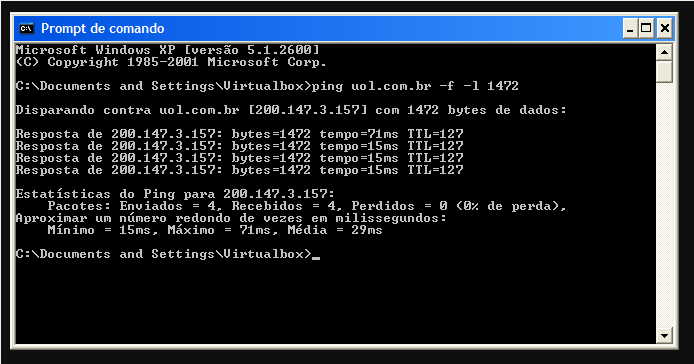 C:\
Prompt de comando
Microsoft Windows XP [versão 5.1.2600]
(C) Copyright 1985-2001 Microsoft Corp.
C:\Documents and Settings\Virtualbox>ping uol.com.br -f -l 1472
Disparando contra uol.com.br [200.147.3.157] com 1472 bytes de dados:
Resposta de 200.147.3.157: bytes=1472 tempo=71ms TTL=127
Resposta de 200.147.3.157: bytes=1472 tempo=15ms TTL=127
Resposta de 200.147.3.157: bytes=1472 tempo=15ms TTL=127
Resposta de 200.147.3.157: bytes=1472 tempo=15ms TTL=127
Estatísticas do Ping para 200.147.3.157:
Pacotes: Enviados = 4, Recebidos = 4, Perdidos = 0 (0% de perda),
Aproximar um número redondo de vezes em milissegundos:
Mínimo = 15ms, Máximo = 71ms, Média = 29ms
C:\Documents and Settings\Virtualbox>_